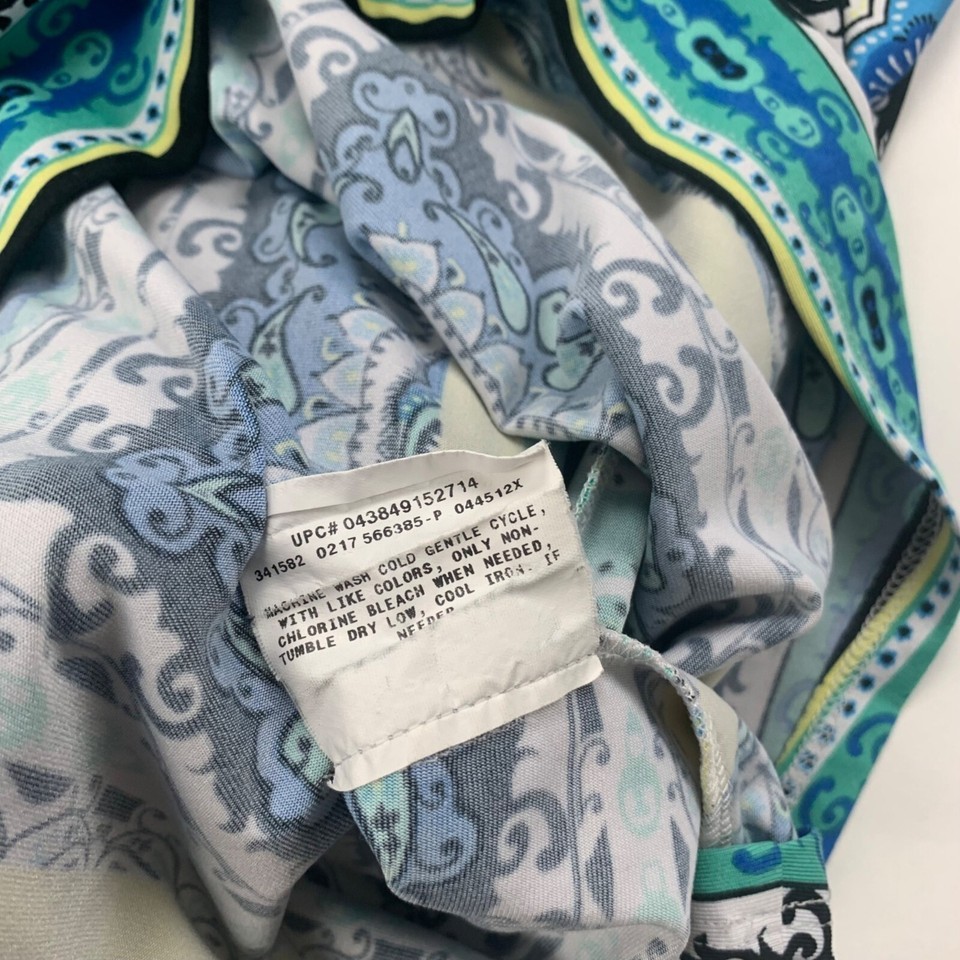 UPC# 043849152714
341582 0217 566385-P 044512X
MACHINE WASH COLD GENTLE CYCLE,
WITH LIKE COLORS, ONLY NON-
CHLORINE BLEACH WHEN NEEDED,
TUMBLE DRY LOW, COOL IRON. IF
NEEDED